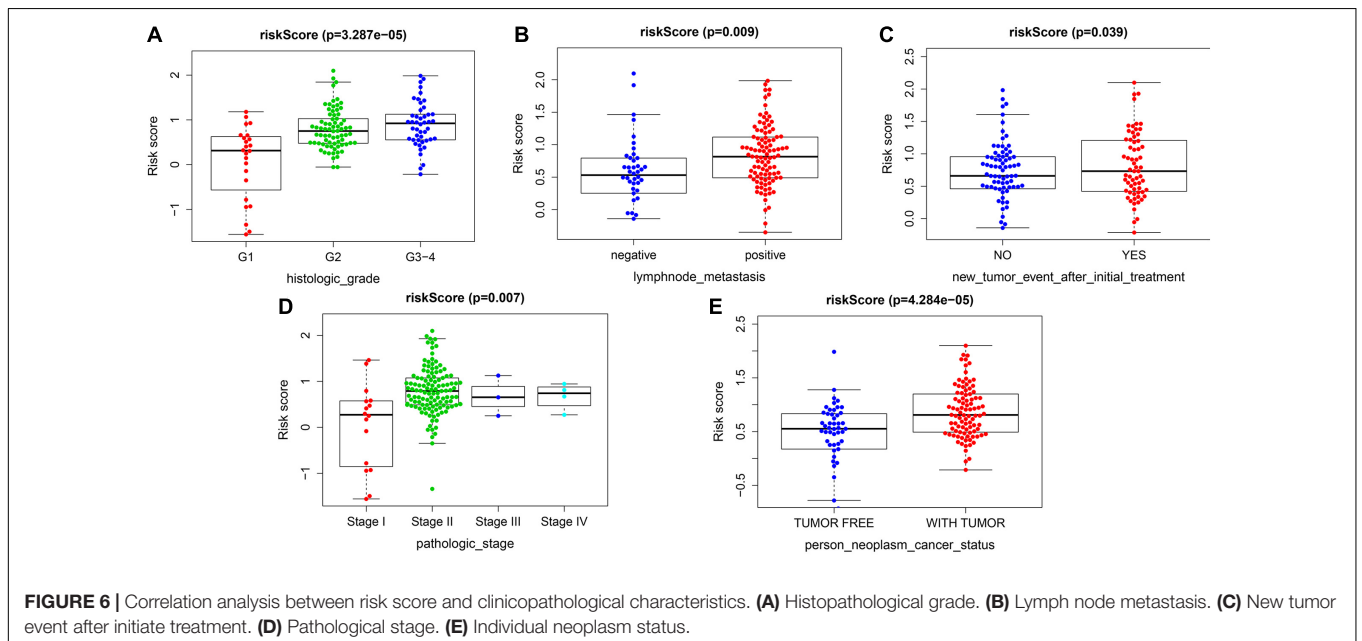 A
riskScore (p=3.287e−05)
Risk score
2
1
0
−1
G1 G2 G3−4
histologic_grade
B
riskScore (p=0.009)
Risk score
2.0
1.5
1.0
0.5
0.0
negative positive
lymphnode_metastasis
C
riskScore (p=0.039)
Risk score
2.5
2.0
1.5
1.0
0.5
0.0
NO YES
new_tumor_event_after_initial_treatment
D
riskScore (p=0.007)
Risk score
2
1
0
−1
Stage I Stage II Stage III Stage IV
pathologic_stage
E
riskScore (p=4.284e−05)
Risk score
2.5
1.5
0.5
−0.5
TUMOR FREE WITH TUMOR
person_neoplasm_cancer_status
FIGURE 6 | Correlation analysis between risk score and clinicopathological characteristics. (A) Histopathological grade. (B) Lymph node metastasis. (C) New tumor
event after initiate treatment. (D) Pathological stage. (E) Individual neoplasm status.